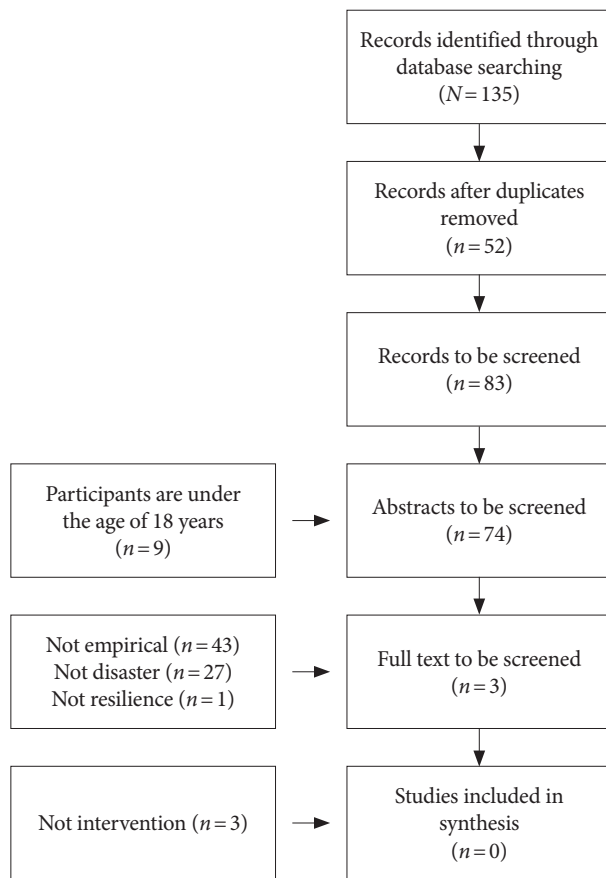 Records identified through
database searching
(N = 135)
Records after duplicates
removed
(n = 52)
Records to be screened
(n = 83)
Participants are under
the age of 18 years
(n = 9)
Abstracts to be screened
(n = 74)
Not empirical (n = 43)
Not disaster (n = 27)
Not resilience (n = 1)
Full text to be screened
(n = 3)
Not intervention (n = 3)
Studies included in
synthesis
(n = 0)